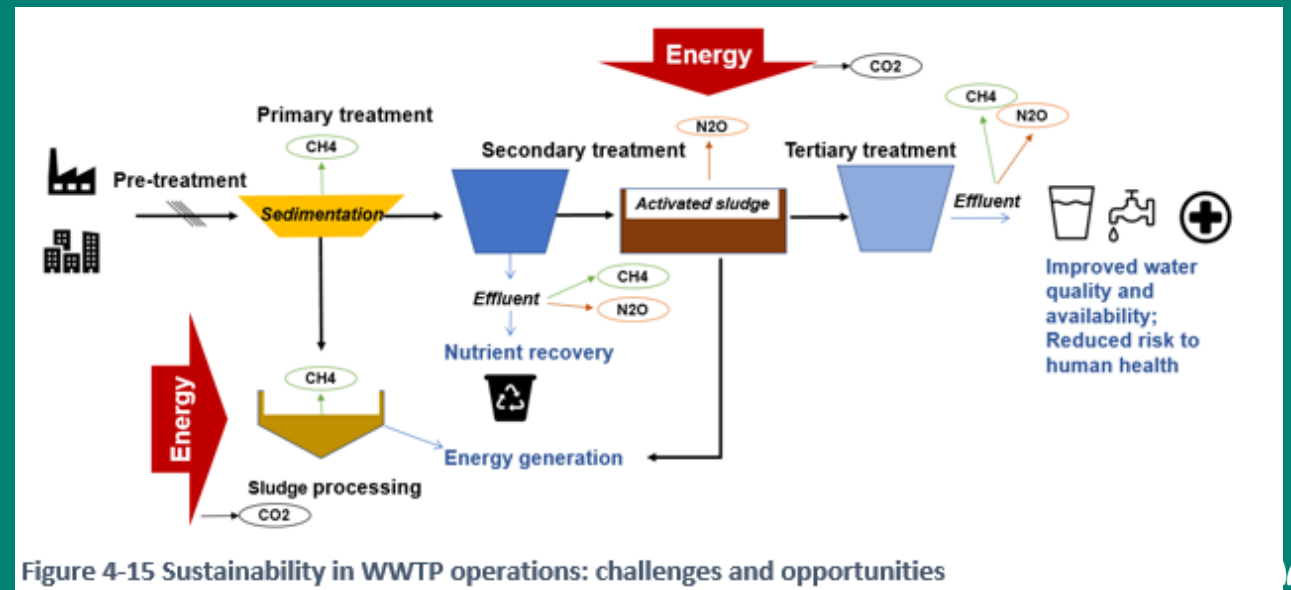 Energy
CO2
CH4
N2O
Primary treatment
CH4
N2O
Secondary treatment
Tertiary treatment
Pre-treatment
Sedimentation
Activated sludge
Effluent
Improved water
quality and
availability;
Reduced risk to
human health
CH4
Effluent
N2O
Nutrient recovery
CH4
Energy
Energy generation
Sludge processing
CO2
Figure 4-15 Sustainability in WWTP operations: challenges and opportunities